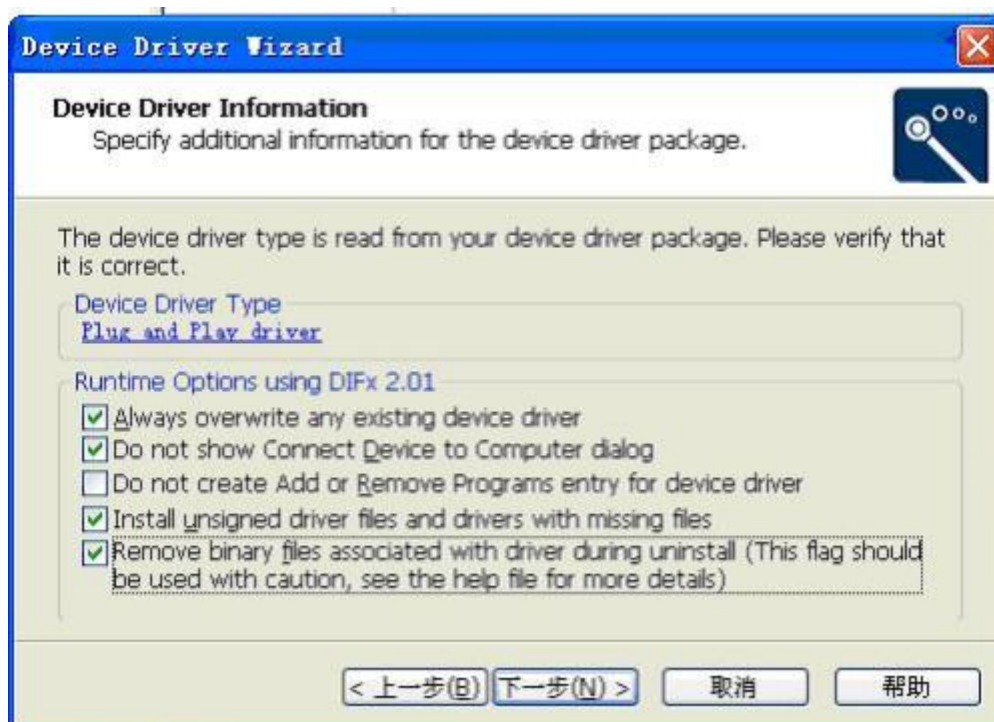 Device Driver Wizard
Device Driver Information
Specify additional information for the device driver package.
The device driver type is read from your device driver package. Please verify that
it is correct.
Device Driver Type
Plug and Play driver
Runtime Options using DIFx 2.01
Always overwrite any existing device driver
Do not show Connect Device to Computer dialog
Do not create Add or Remove Programs entry for device driver
Install unsigned driver files and drivers with missing files
Remove binary files associated with driver during uninstall (This flag should
be used with caution, see the help file for more details)
< 上一步(B) 下一步(N) > 取消 帮助